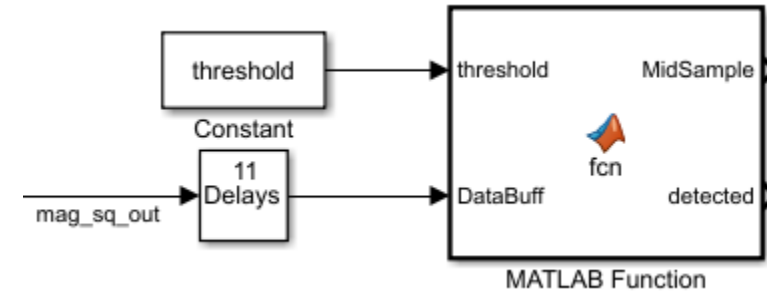 threshold
Constant
11
Delays
mag_sq_out
threshold
MidSample
fcn
DataBuff
detected
MATLAB Function